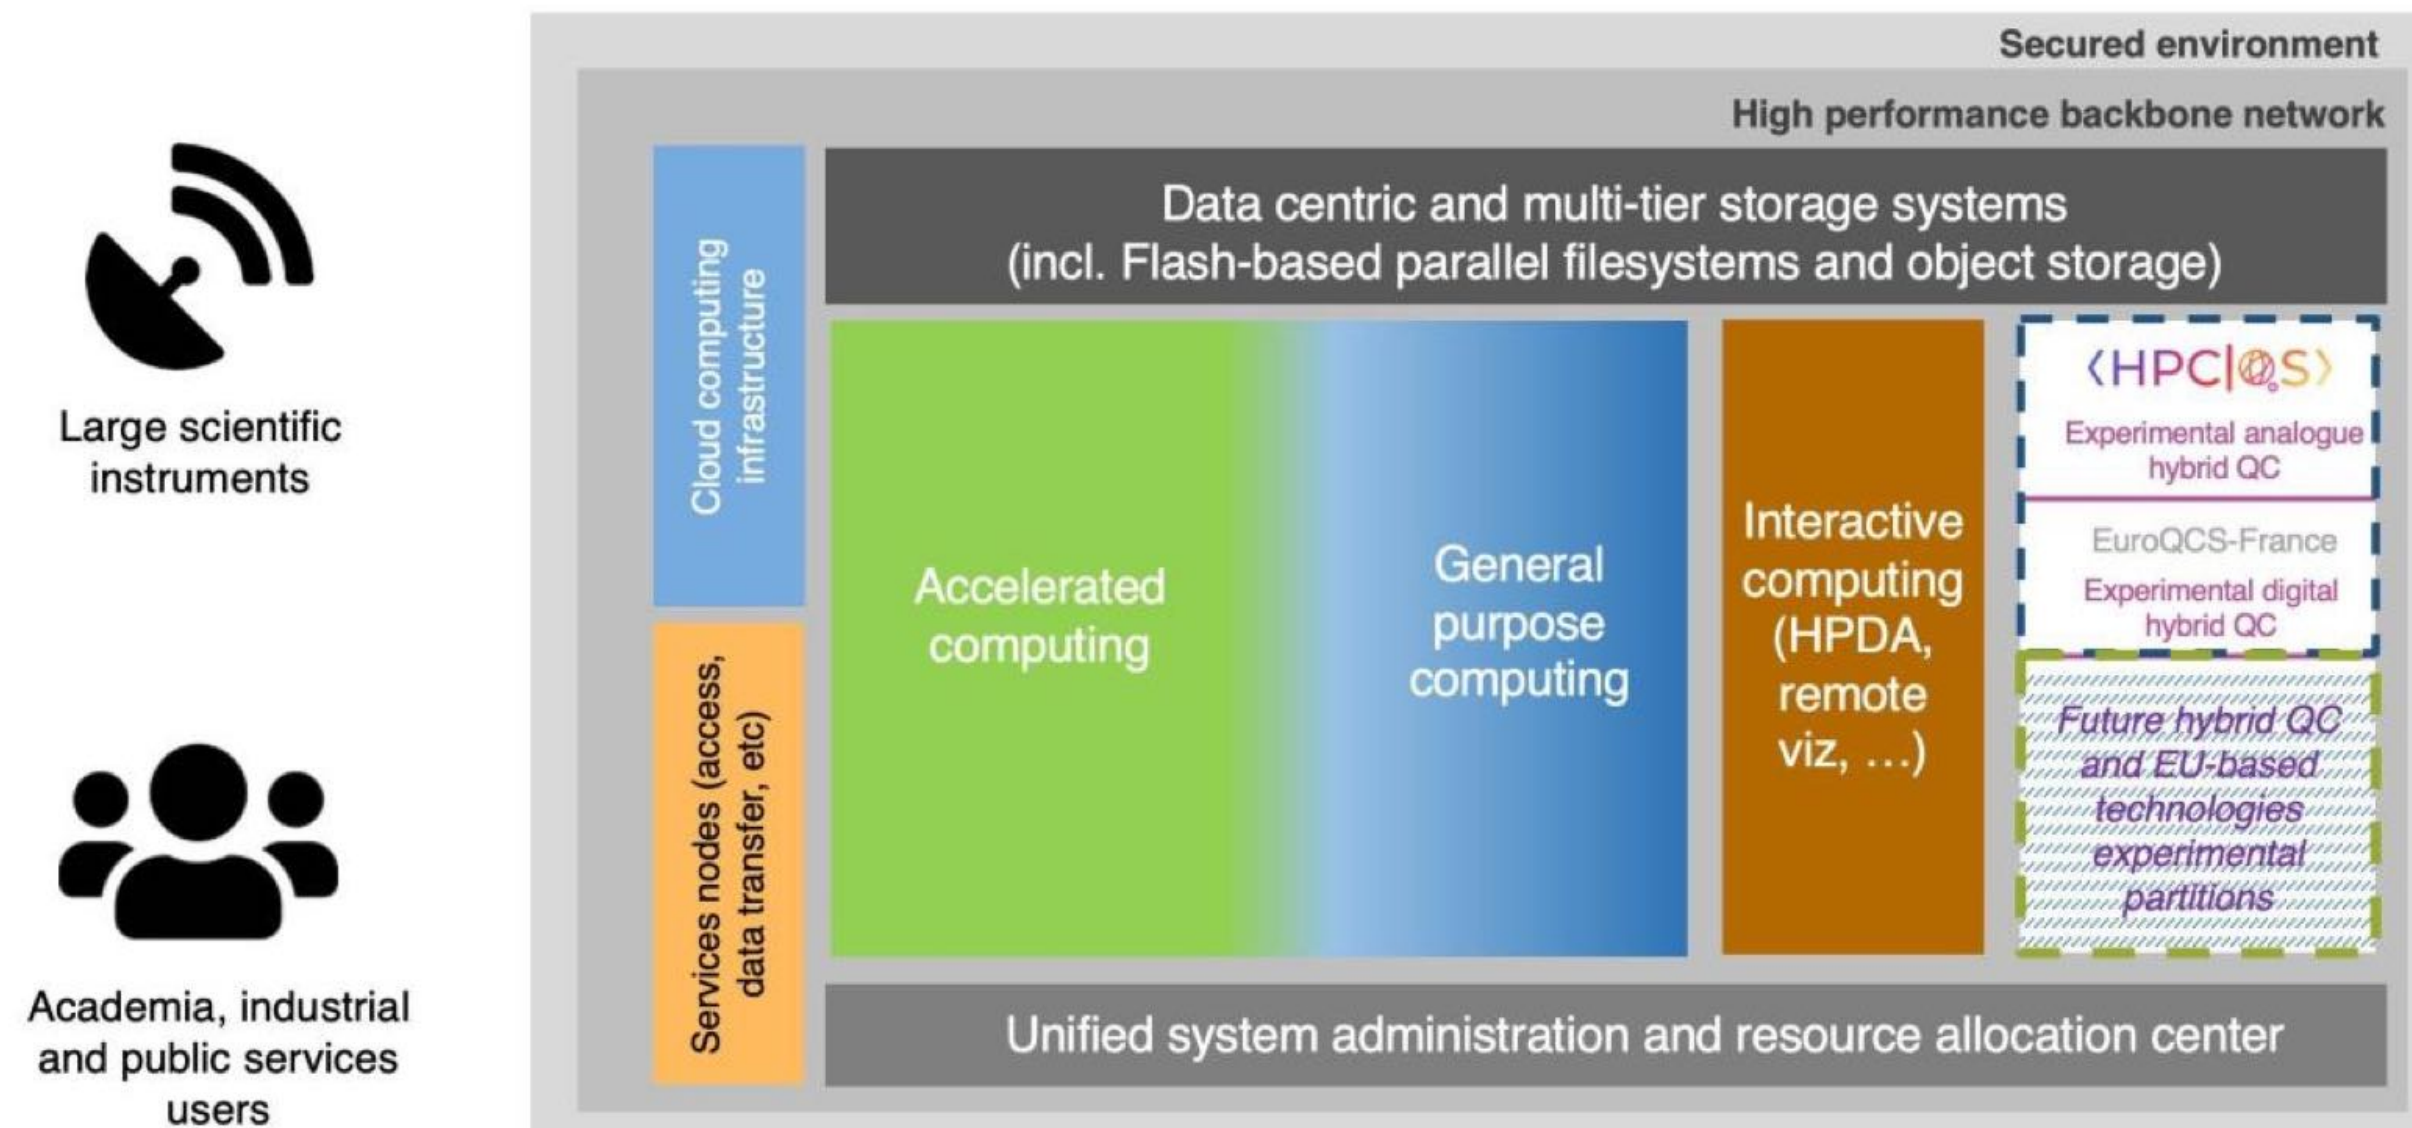 Secured environment
High performance backbone network
Large scientific
instruments
Academia, industrial
and public services
users
Cloud computing
infrastructure
Services nodes (access,
data transfer, etc)
Data centric and multi-tier storage systems
(incl. Flash-based parallel filesystems and object storage)
Accelerated
computing
General
purpose
computing
Interactive
computing
(HPDA,
remote
viz, ...)
<HPC|QS>
Experimental analogue
hybrid QC
EuroQCS-France
Experimental digital
hybrid QC
Future hybrid QC
and EU-based
technologies
experimental
partitions
Unified system administration and resource allocation center